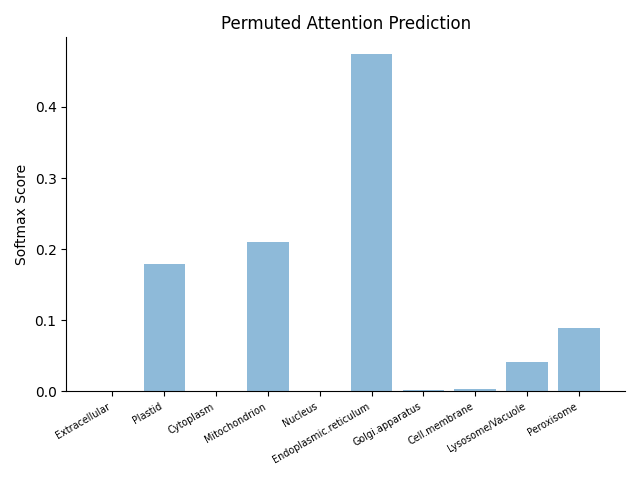 Permuted Attention Prediction
Softmax Score
0.4
0.3
0.2
0.1
0.0
Extracellular
Plastid
Cytoplasm
Mitochondrion
Nucleus
Endoplasmic.reticulum
Golgi.apparatus
Cell.membrane
Lysosome/Vacuole
Peroxisome